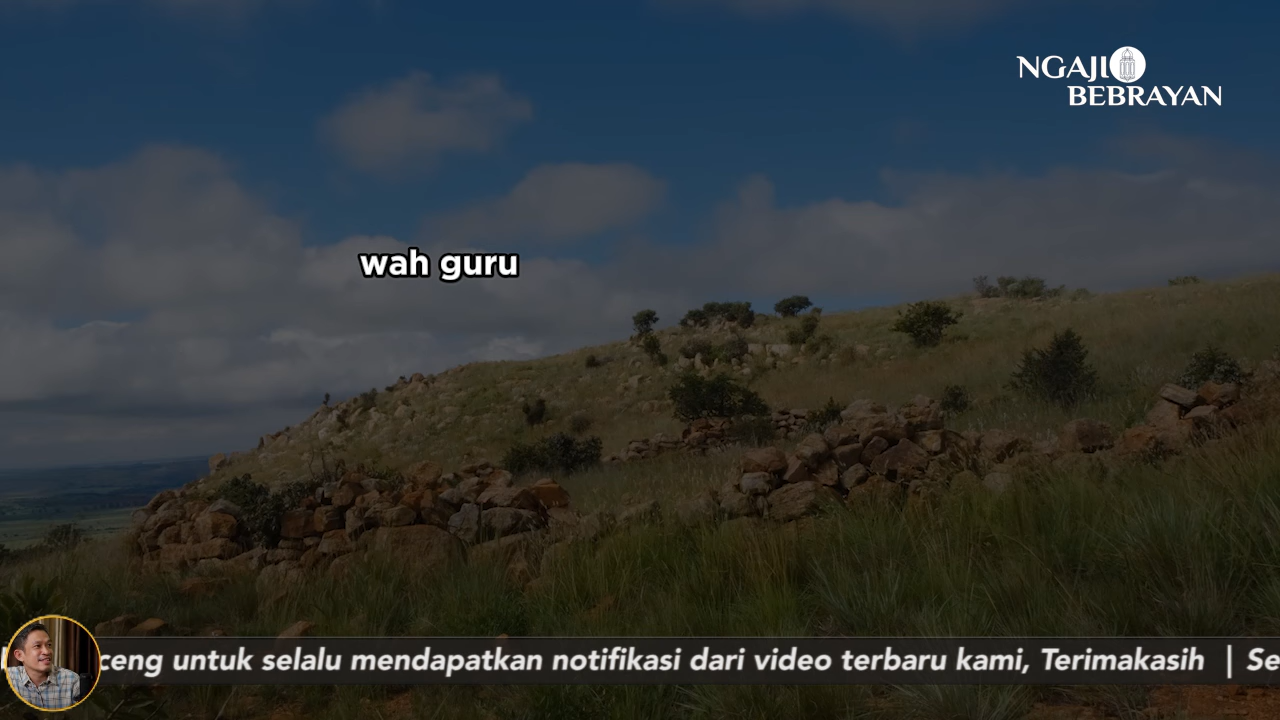 NGAJI
BEBRAYAN
wah guru
ceng untuk selalu mendapatkan notifikasi dari video terbaru kami, Terimakasih | Se